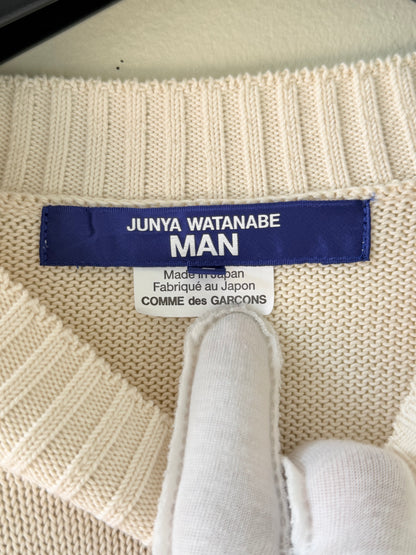 JUNYA WATANABE
MAN
Made in Japan
Fabriqué au Japon
COMME des GARCONS